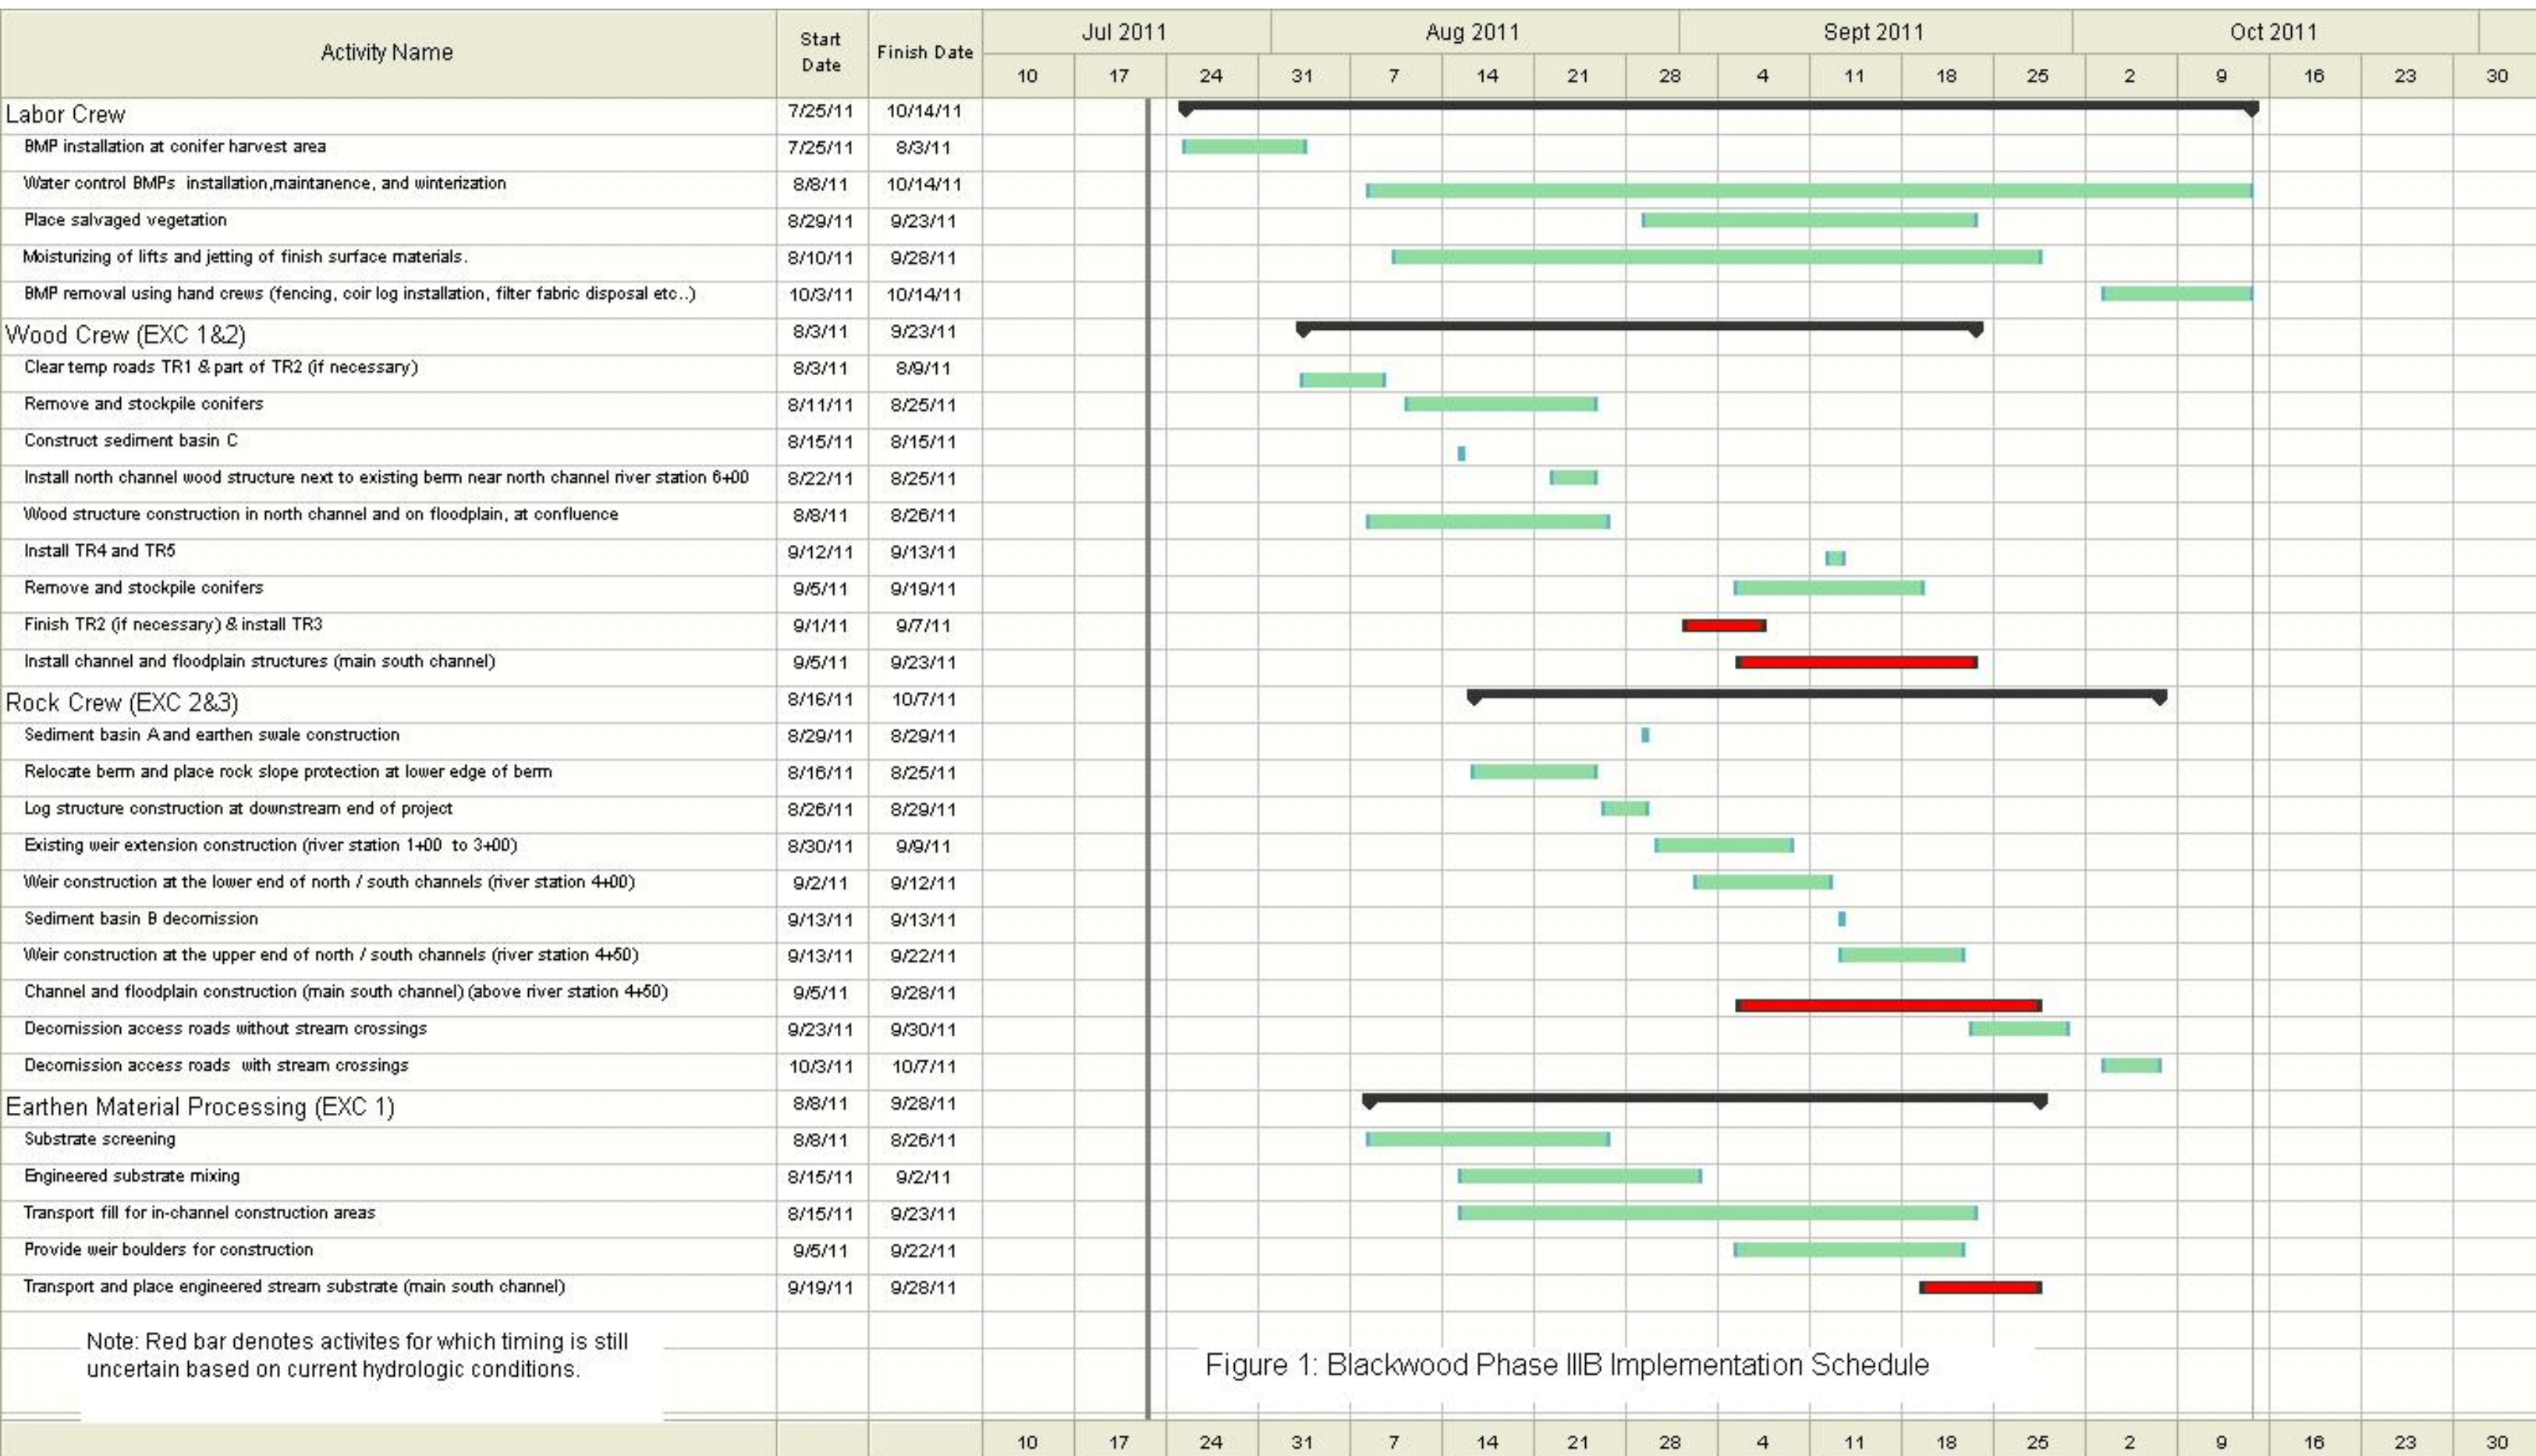 Activity Name Start Date Finish Date Jul 2011 Aug 2011 Sept 2011 Oct 2011
10 17 24 31 7 14 21 28 4 11 18 25 2 9 16 23 30
Labor Crew 7/25/11 10/14/11
BMP installation at conifer harvest area 7/25/11 8/3/11
Water control BMPs installation,maintanence, and winterization 8/8/11 10/14/11
Place salvaged vegetation 8/29/11 9/23/11
Moisturizing of lifts and jetting of finish surface materials. 8/10/11 9/28/11
BMP removal using hand crews (fencing, coir log installation, filter fabric disposal etc..) 10/3/11 10/14/11
Wood Crew (EXC 1&2) 8/3/11 9/23/11
Clear temp roads TR1 & part of TR2 (if necessary) 8/3/11 8/9/11
Remove and stockpile conifers 8/11/11 8/25/11
Construct sediment basin C 8/15/11 8/15/11
Install north channel wood structure next to existing berm near north channel river station 6+00 8/22/11 8/25/11
Wood structure construction in north channel and on floodplain, at confluence 8/8/11 8/26/11
Install TR4 and TR5 9/12/11 9/13/11
Remove and stockpile conifers 9/5/11 9/19/11
Finish TR2 (if necessary) & install TR3 9/1/11 9/7/11
Install channel and floodplain structures (main south channel) 9/5/11 9/23/11
Rock Crew (EXC 2&3) 8/16/11 10/7/11
Sediment basin A and earthen swale construction 8/29/11 8/29/11
Relocate berm and place rock slope protection at lower edge of berm 8/16/11 8/25/11
Log structure construction at downstream end of project 8/26/11 8/29/11
Existing weir extension construction (river station 1+00 to 3+00) 8/30/11 9/9/11
Weir construction at the lower end of north / south channels (river station 4+00) 9/2/11 9/12/11
Sediment basin B decomission 9/13/11 9/13/11
Weir construction at the upper end of north / south channels (river station 4+50) 9/13/11 9/22/11
Channel and floodplain construction (main south channel) (above river station 4+50) 9/5/11 9/28/11
Decomission access roads without stream crossings 9/23/11 9/30/11
Decomission access roads with stream crossings 10/3/11 10/7/11
Earthen Material Processing (EXC 1) 8/8/11 9/28/11
Substrate screening 8/8/11 8/26/11
Engineered substrate mixing 8/15/11 9/2/11
Transport fill for in-channel construction areas 8/15/11 9/23/11
Provide weir boulders for construction 9/5/11 9/22/11
Transport and place engineered stream substrate (main south channel) 9/19/11 9/28/11
Note: Red bar denotes activites for which timing is still
uncertain based on current hydrologic conditions.
Figure 1: Blackwood Phase IIIB Implementation Schedule
10 17 24 31 7 14 21 28 4 11 18 25 2 9 16 23 30